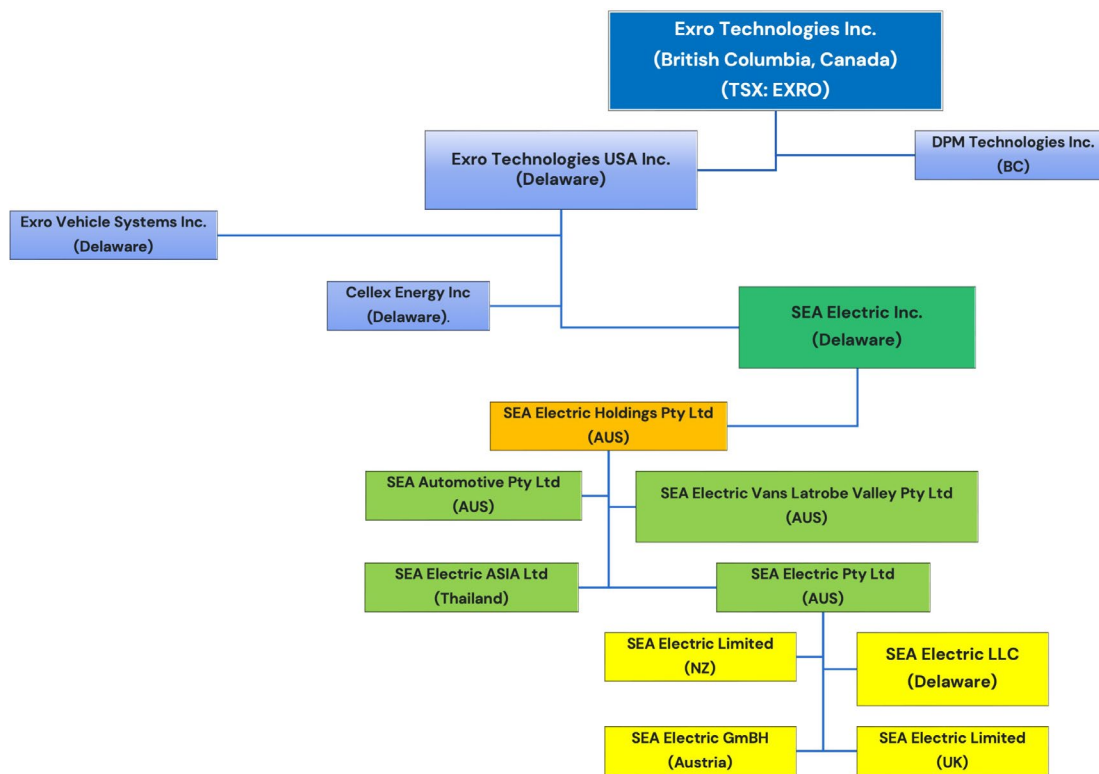 Exro Technologies Inc.
(British Columbia, Canada)
(TSX: EXRO)
Exro Technologies USA Inc.
(Delaware)
DPM Technologies Inc.
(BC)
Exro Vehicle Systems Inc.
(Delaware)
Cellex Energy Inc
(Delaware).
SEA Electric Inc.
(Delaware)
SEA Electric Holdings Pty Ltd
(AUS)
SEA Automotive Pty Ltd
(AUS)
SEA Electric Vans Latrobe Valley Pty Ltd
(AUS)
SEA Electric ASIA Ltd
(Thailand)
SEA Electric Pty Ltd
(AUS)
SEA Electric Limited
(NZ)
SEA Electric LLC
(Delaware)
SEA Electric GmBH
(Austria)
SEA Electric Limited
(UK)